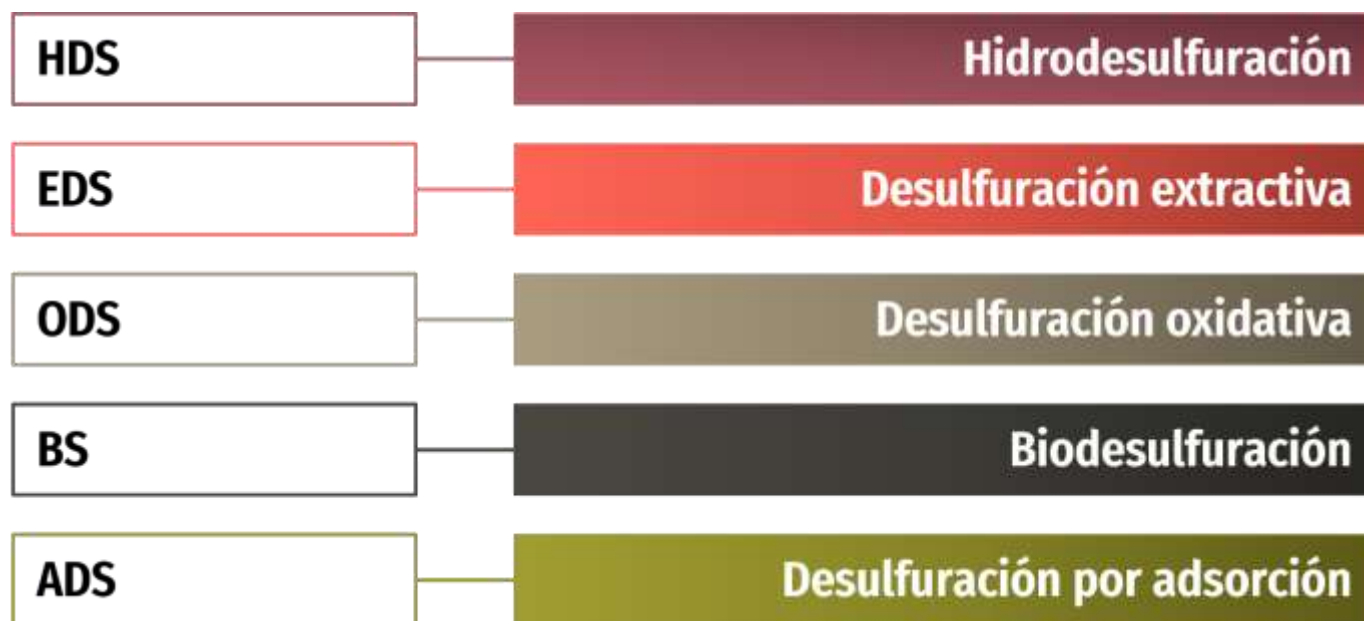 HDS
Hidrodesulfuración
EDS
Desulfuración extractiva
ODS
Desulfuración oxidativa
BS
Biodesulfuración
ADS
Desulfuración por adsorción